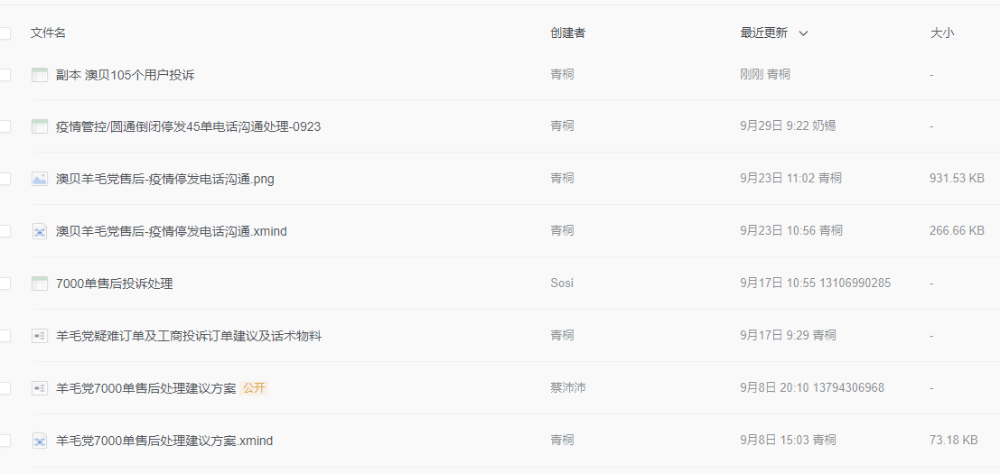 文件名 创建者 最近更新 大小
副本 澳贝105个用户投诉 青桐 刚刚 青桐 -
疫情管控/圆通倒闭停发45单电话沟通处理-0923 青桐 9月29日 9:22 奶锡 -
澳贝羊毛党售后-疫情停发电话沟通.png 青桐 9月23日 11:02 青桐 931.53 KB
澳贝羊毛党售后-疫情停发电话沟通.xmind 青桐 9月23日 10:56 青桐 266.66 KB
7000单售后投诉处理 Sosi 9月17日 10:55 13106990285 -
羊毛党疑难订单及工商投诉订单建议及话术物料 青桐 9月17日 9:29 青桐 -
羊毛党7000单售后处理建议方案 公开 蔡沛沛 9月8日 20:10 13794306968 -
羊毛党7000单售后处理建议方案.xmind 青桐 9月8日 15:03 青桐 73.18 KB